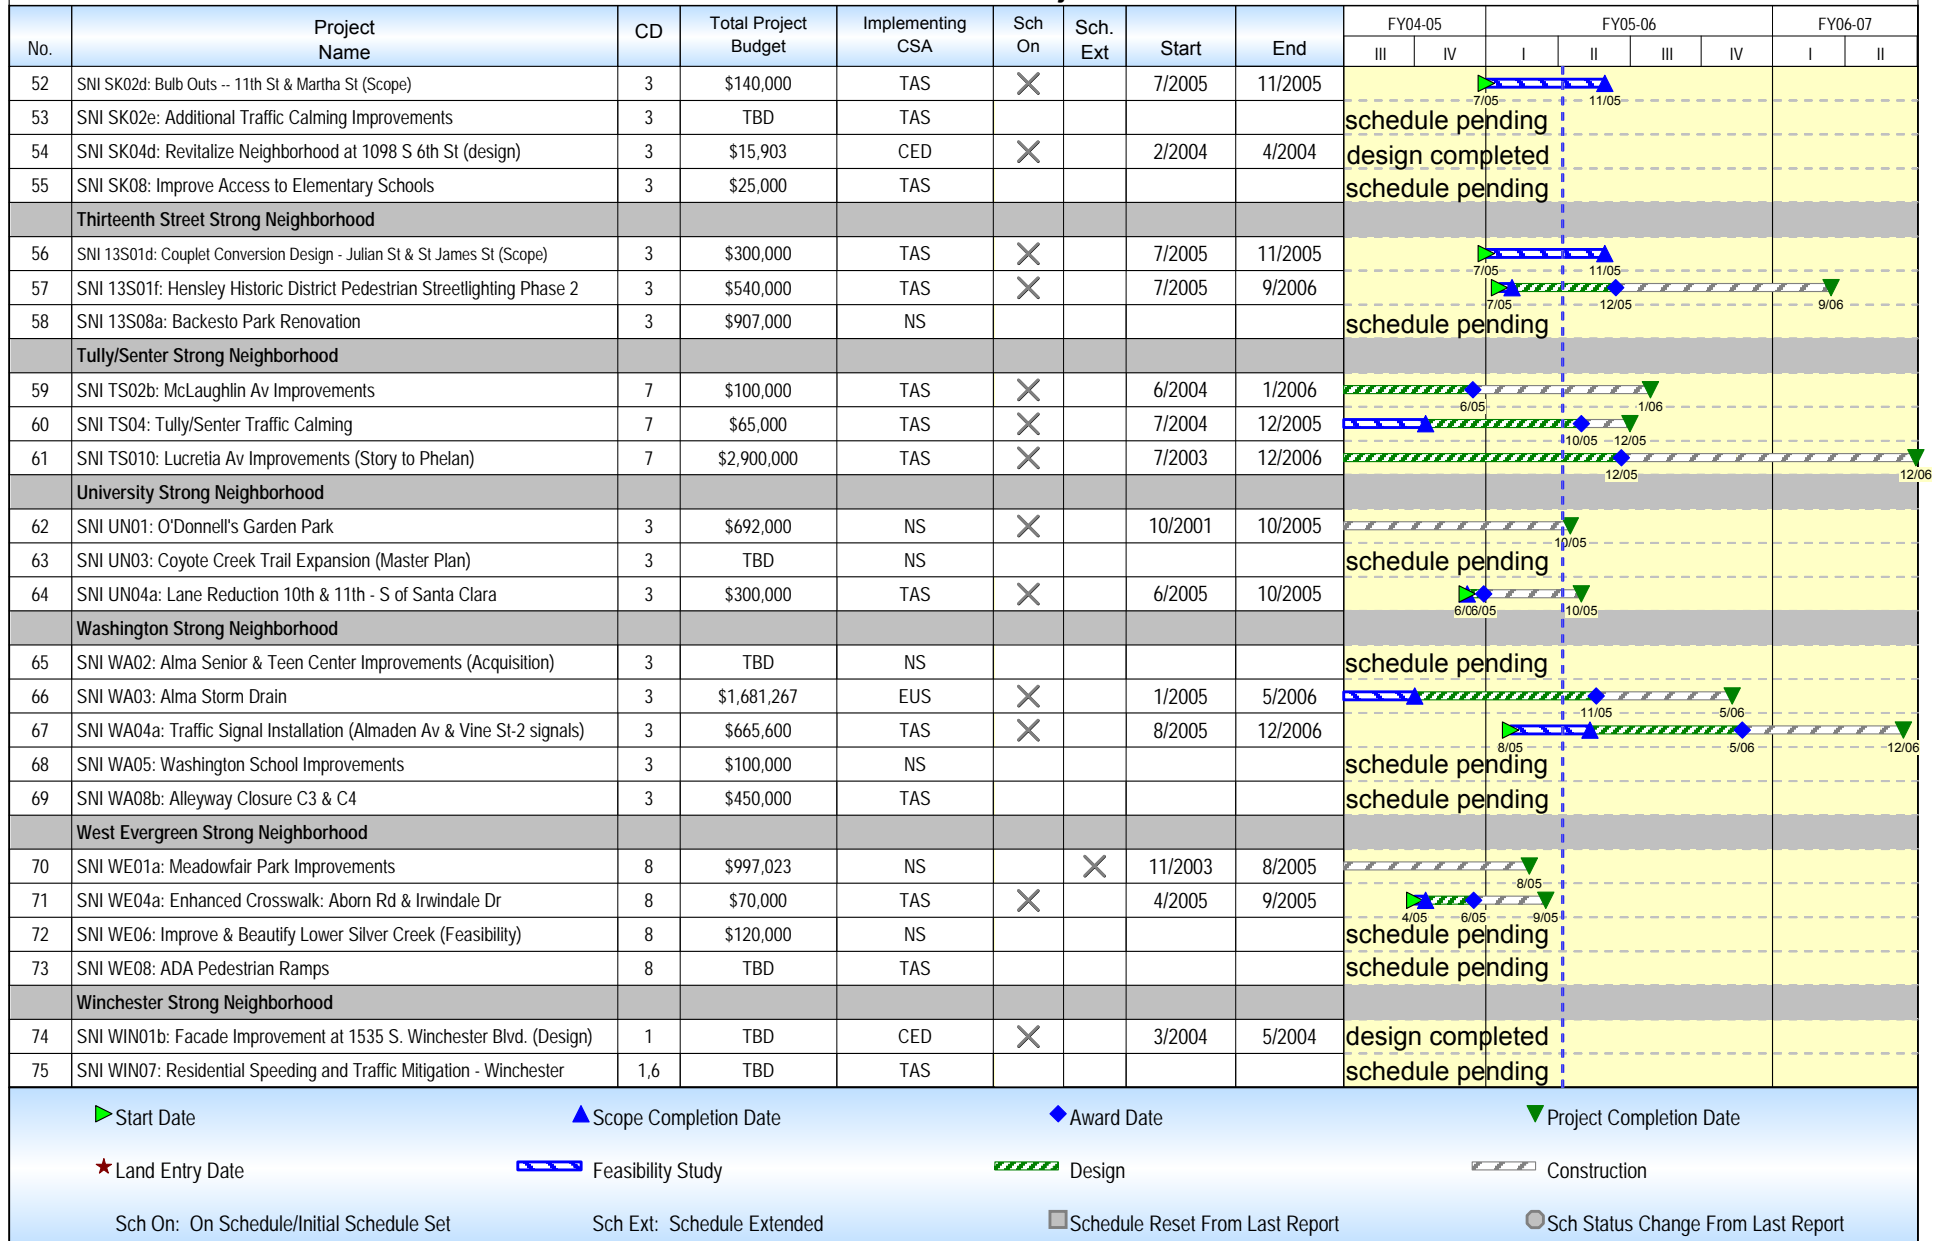 Project Total Project Implementing Sch Sch. FY04-05 FY05-06 FY06-07
No. Name CD Budget CSA On Ext Start End III IV I II III IV I II
52 SNI SK02d: Bulb Outs -- 11th St & Martha St (Scope) 3 $140,000 TAS 7/2005 11/2005 7/05 11/05
53 SNI SK02e: Additional Traffic Calming Improvements 3 TBD TAS schedule pending
54 SNI SK04d: Revitalize Neighborhood at 1098 S 6th St (design) 3 $15,903 CED 2/2004 4/2004 design completed
55 SNI SK08: Improve Access to Elementary Schools 3 $25,000 TAS schedule pending
Thirteenth Street Strong Neighborhood
56 SNI 13S01d: Couplet Conversion Design - Julian St & St James St (Scope) 3 $300,000 TAS 7/2005 11/2005 7/05 11/05
57 SNI 13S01f: Hensley Historic District Pedestrian Streetlighting Phase 2 3 $540,000 TAS 7/2005 9/2006 7/05 12/05 9/06
58 SNI 13S08a: Backesto Park Renovation 3 $907,000 NS schedule pending
Tully/Senter Strong Neighborhood
59 SNI TS02b: McLaughlin Av Improvements 7 $100,000 TAS 6/2004 1/2006 6/05 1/06
60 SNI TS04: Tully/Senter Traffic Calming 7 $65,000 TAS 7/2004 12/2005 10/05 12/05
61 SNI TS010: Lucretia Av Improvements (Story to Phelan) 7 $2,900,000 TAS 7/2003 12/2006 12/05 12/06
University Strong Neighborhood
62 SNI UN01: O'Donnell's Garden Park 3 $692,000 NS 10/2001 10/2005 10/05
63 SNI UN03: Coyote Creek Trail Expansion (Master Plan) 3 TBD NS schedule pending
64 SNI UN04a: Lane Reduction 10th & 11th - S of Santa Clara 3 $300,000 TAS 6/2005 10/2005 6/06 6/05 10/05
Washington Strong Neighborhood
65 SNI WA02: Alma Senior & Teen Center Improvements (Acquisition) 3 TBD NS schedule pending
66 SNI WA03: Alma Storm Drain 3 $1,681,267 EUS 1/2005 5/2006 11/05 5/06
67 SNI WA04a: Traffic Signal Installation (Almaden Av & Vine St-2 signals) 3 $665,600 TAS 8/2005 12/2006 8/05 5/06 12/06
68 SNI WA05: Washington School Improvements 3 $100,000 NS schedule pending
69 SNI WA08b: Alleyway Closure C3 & C4 3 $450,000 TAS schedule pending
West Evergreen Strong Neighborhood
70 SNI WE01a: Meadowfair Park Improvements 8 $997,023 NS 11/2003 8/2005 8/05
71 SNI WE04a: Enhanced Crosswalk: Aborn Rd & Irwindale Dr 8 $70,000 TAS 4/2005 9/2005 4/05 6/05 9/05
72 SNI WE06: Improve & Beautify Lower Silver Creek (Feasibility) 8 $120,000 NS schedule pending
73 SNI WE08: ADA Pedestrian Ramps 8 TBD TAS schedule pending
Winchester Strong Neighborhood
74 SNI WIN01b: Facade Improvement at 1535 S. Winchester Blvd. (Design) 1 TBD CED 3/2004 5/2004 design completed
75 SNI WIN07: Residential Speeding and Traffic Mitigation - Winchester 1,6 TBD TAS schedule pending
Start Date Scope Completion Date Award Date Project Completion Date
Land Entry Date Feasibility Study Design Construction
Sch On: On Schedule/Initial Schedule Set Sch Ext: Schedule Extended Schedule Reset From Last Report Sch Status Change From Last Report